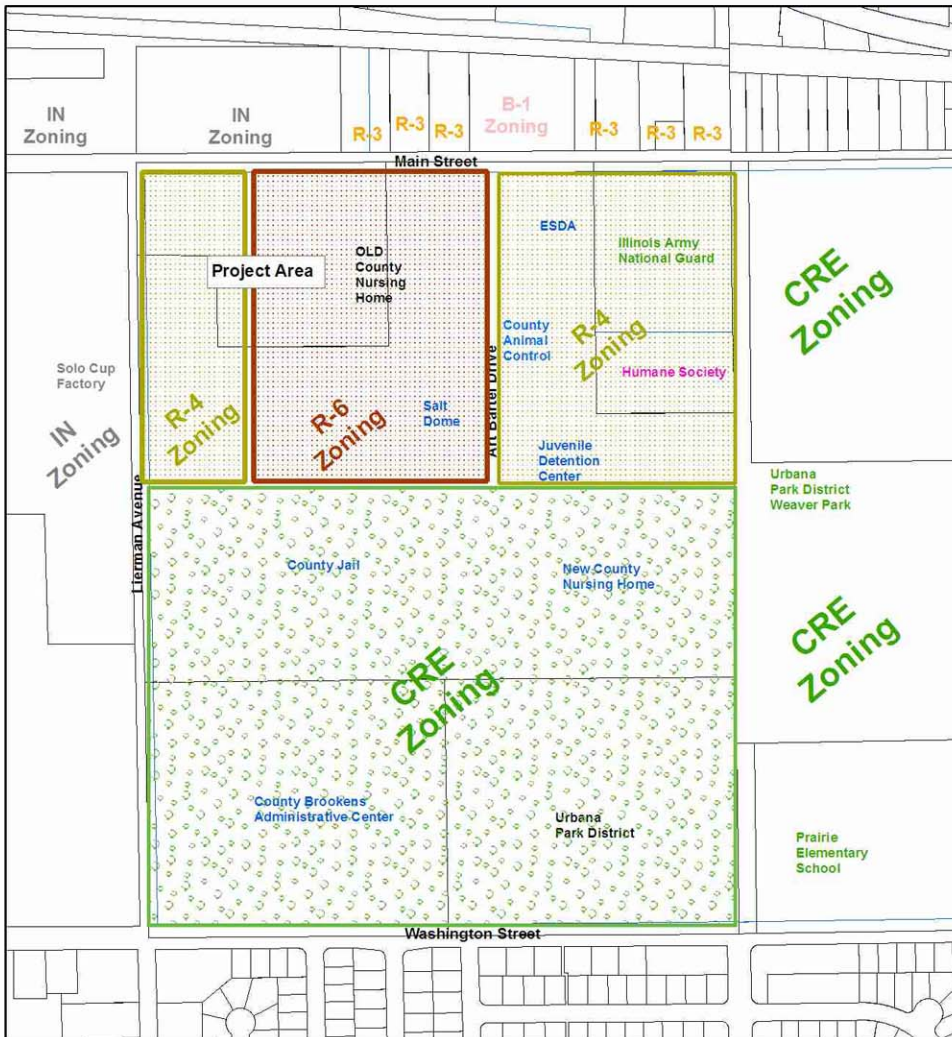 IN
Zoning
IN
Zoning
R-3
R-3
R-3
B-1
Zoning
R-3
R-3
R-3
Main Street
ESDA
Illinois Army
National Guard
OLD
County
Nursing
Home
Project Area
CRE
Zoning
County
Animal
Control
R-4
Zoning
Humane Society
Solo Cup
Factory
IN
Zoning
R-4
Zoning
R-6
Zoning
Salt
Dome
Art Bartel Drive
Juvenile
Detention
Center
Urbana
Park District
Weaver Park
Lierman Avenue
County Jail
New County
Nursing Home
CRE
Zoning
CRE
Zoning
County Brookens
Administrative Center
Urbana
Park District
Prairie
Elementary
School
Washington Street